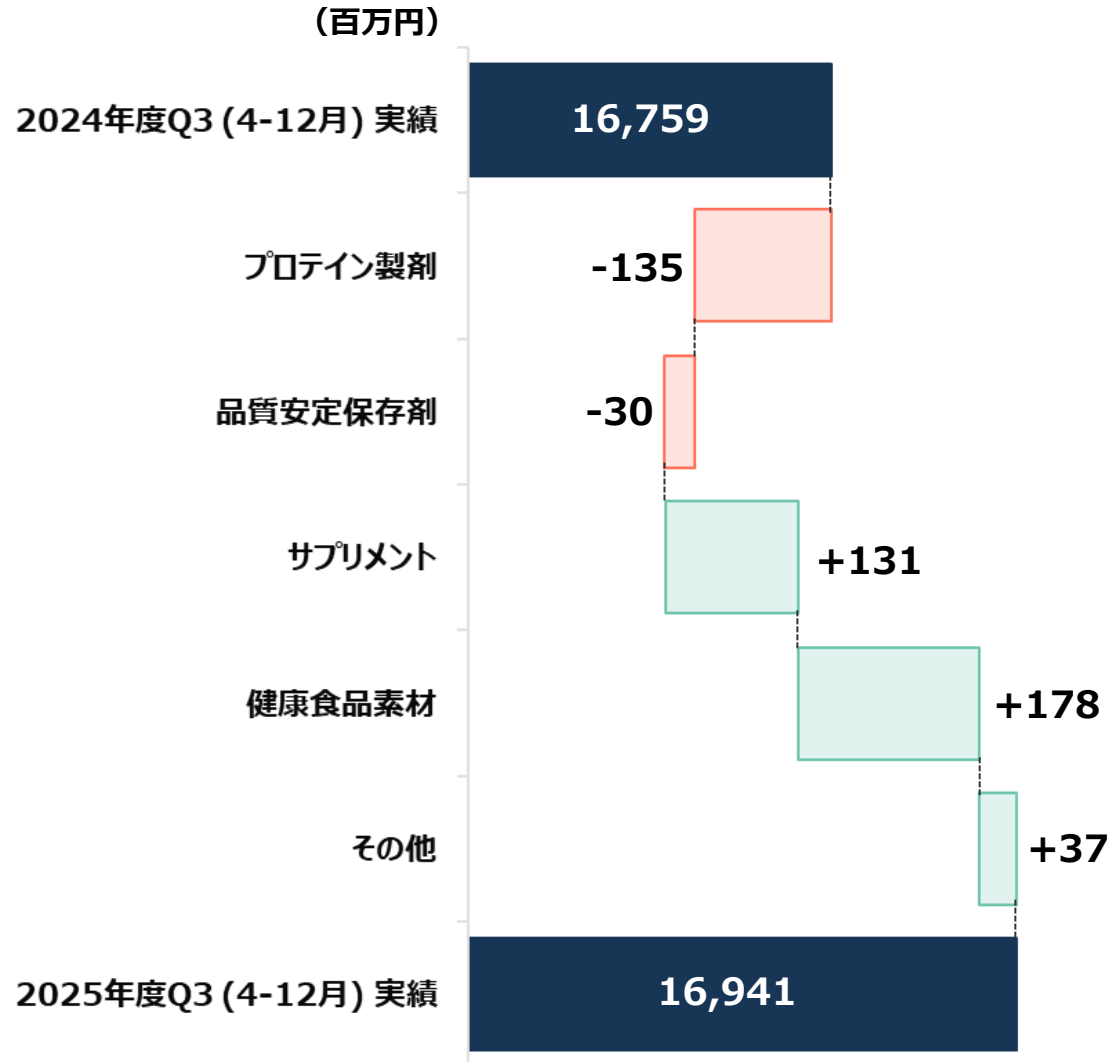 （百万円）
2024年度Q3 (4-12月) 実績
16,759
プロテイン製剤
-135
品質安定保存剤
-30
サプリメント
+131
健康食品素材
+178
その他
+37
2025年度Q3 (4-12月) 実績
16,941